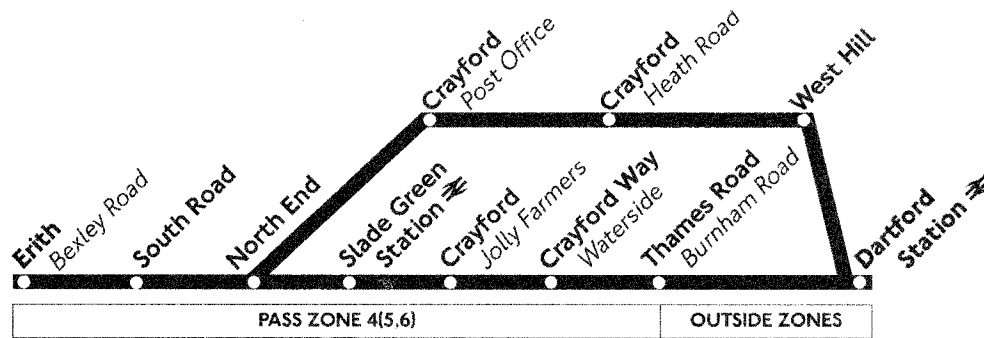 Crayford
Post Office
Crayford
Heath Road
West Hill
Erith
Bexley Road
South Road
North End
Slade Green
Station
Crayford
Jolly Farmers
Crayford Way
Waterside
Thames Road
Burnham Road
Dartford
Station
PASS ZONE 4(5,6)
OUTSIDE ZONES